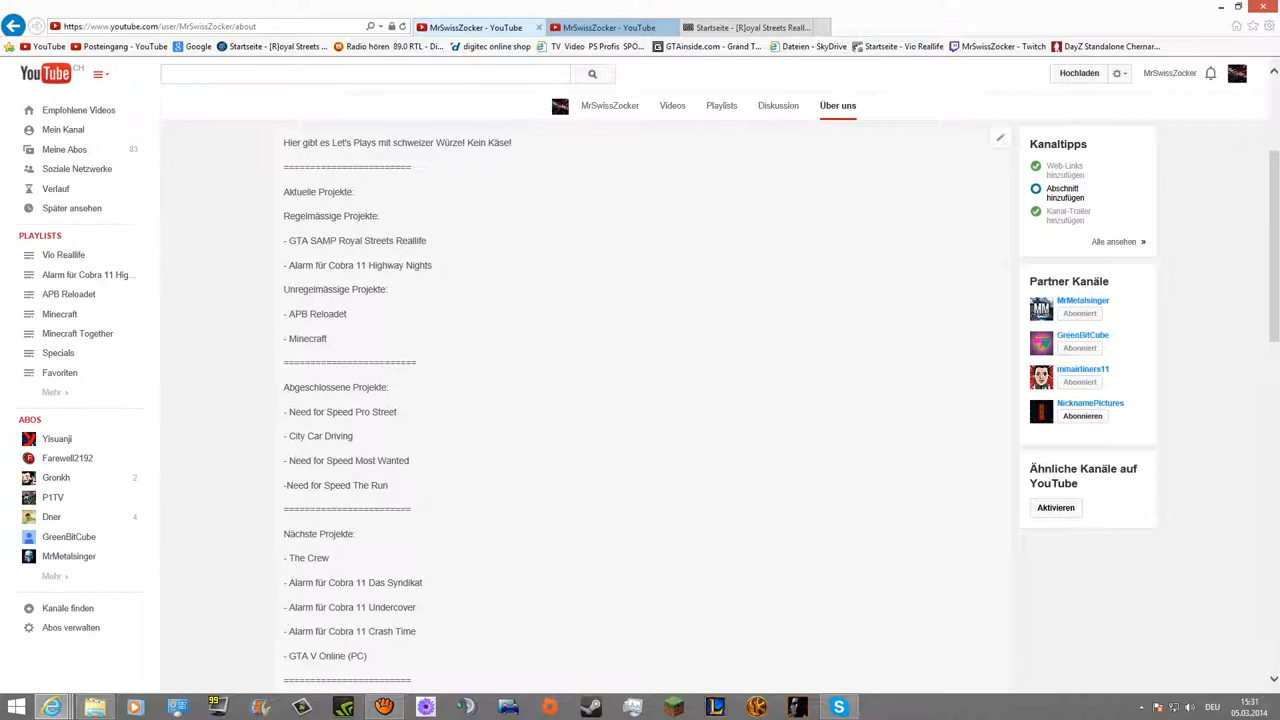 https://www.youtube.com/user/MrSwissZocker/about
MrSwissZocker - YouTube
MrSwissZocker - YouTube
Startseite - [R]oyal Streets Reall...
YouTube
Posteingang - YouTube
Google
Startseite - [R]oyal Streets ...
Radio hören 89.0 RTL - Di...
digitec online shop
TV Video PS Profis SPO...
GTAinside.com - Grand T...
Dateien - SkyDrive
Startseite - Vio Reallife
MrSwissZocker - Twitch
DayZ Standalone Chernar...
YouTube CH
Hochladen
MrSwissZocker
MrSwissZocker
Videos
Playlists
Diskussion
Über uns
Empfohlene Videos
Mein Kanal
Meine Abos 83
Soziale Netzwerke
Verlauf
Später ansehen
PLAYLISTS
Vio Reallife
Alarm für Cobra 11 Hig...
APB Reloadet
Minecraft
Minecraft Together
Specials
Favoriten
Mehr ›
ABOS
Yisuanji
Farewell2192
Gronkh 2
P1TV
Dner 4
GreenBitCube
MrMetalsinger
Mehr ›
Kanäle finden
Abos verwalten
Hier gibt es Let's Plays mit schweizer Würze! Kein Käse!
========================
Aktuelle Projekte:
Regelmässige Projekte:
- GTA SAMP Royal Streets Reallife
- Alarm für Cobra 11 Highway Nights
Unregelmässige Projekte:
- APB Reloadet
- Minecraft
=========================
Abgeschlossene Projekte:
- Need for Speed Pro Street
- City Car Driving
- Need for Speed Most Wanted
-Need for Speed The Run
========================
Nächste Projekte:
- The Crew
- Alarm für Cobra 11 Das Syndikat
- Alarm für Cobra 11 Undercover
- Alarm für Cobra 11 Crash Time
- GTA V Online (PC)
========================
Kanaltipps
Web-Links
hinzufügen
Abschnitt
hinzufügen
Kanal-Trailer
hinzufügen
Alle ansehen »
Partner Kanäle
MrMetalsinger
Abonniert
GreenBitCube
Abonniert
mmairliners11
Abonniert
NicknamePictures
Abonnieren
Ähnliche Kanäle auf
YouTube
Aktivieren
99
DEU
15:31
05.03.2014